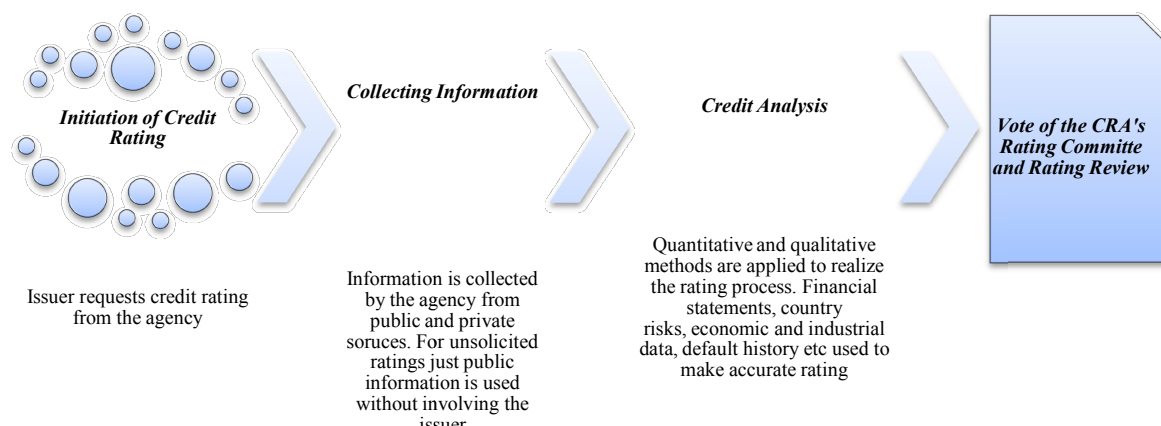 Initiation of Credit
Rating
Issuer requests credit rating
from the agency
Collecting Information
Information is collected
by the agency from
public and private
soruces. For unsolicited
ratings just public
information is used
without involving the
issuer
Credit Analysis
Quantitative and qualitative
methods are applied to realize
the rating process. Financial
statements, country
risks, economic and industrial
data, default history etc used to
make accurate rating
Vote of the CRA's
Rating Committe
and Rating Review